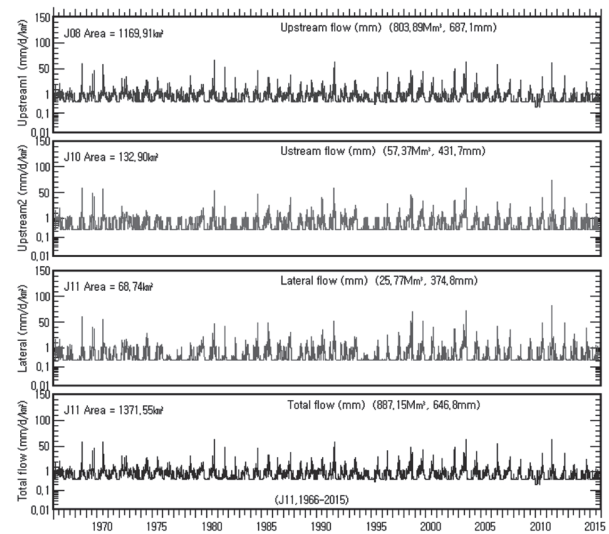 150
100
50
1
0,1
0,01
Upstream1 (mm/d/㎢)
J08 Area = 1169,91㎢
Upstream flow (mm) (803,89Mm³, 687,1mm)
150
100
50
1
0,1
0,01
Upstream2 (mm/d/㎢)
J10 Area = 132,90㎢
Ustream flow (mm) (57,37Mm³, 431,7mm)
150
100
50
1
0,1
0,01
Lateral (mm/d/㎢)
J11 Area = 68,74㎢
Lateral flow (mm) (25,77Mm³, 374,8mm)
150
100
50
1
0,1
0,01
Total flow (mm/d/㎢)
J11 Area = 1371,55㎢
Total flow (mm) (887,15Mm³, 646,8mm)
(J11,1966-2015)
1970 1975 1980 1985 1990 1995 2000 2005 2010 2015